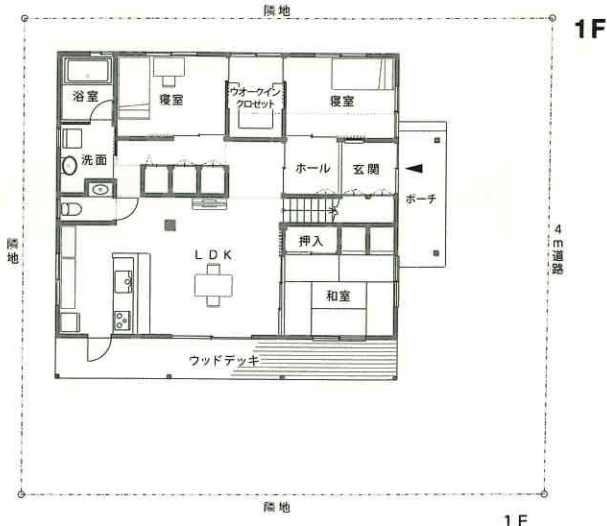 隣地
1F
浴室
寝室
ウオークイン
クロゼット
寝室
洗面
ホール
玄関
ポーチ
隣地
4m道路
LDK
押入
和室
ウッドデッキ
隣地
1F